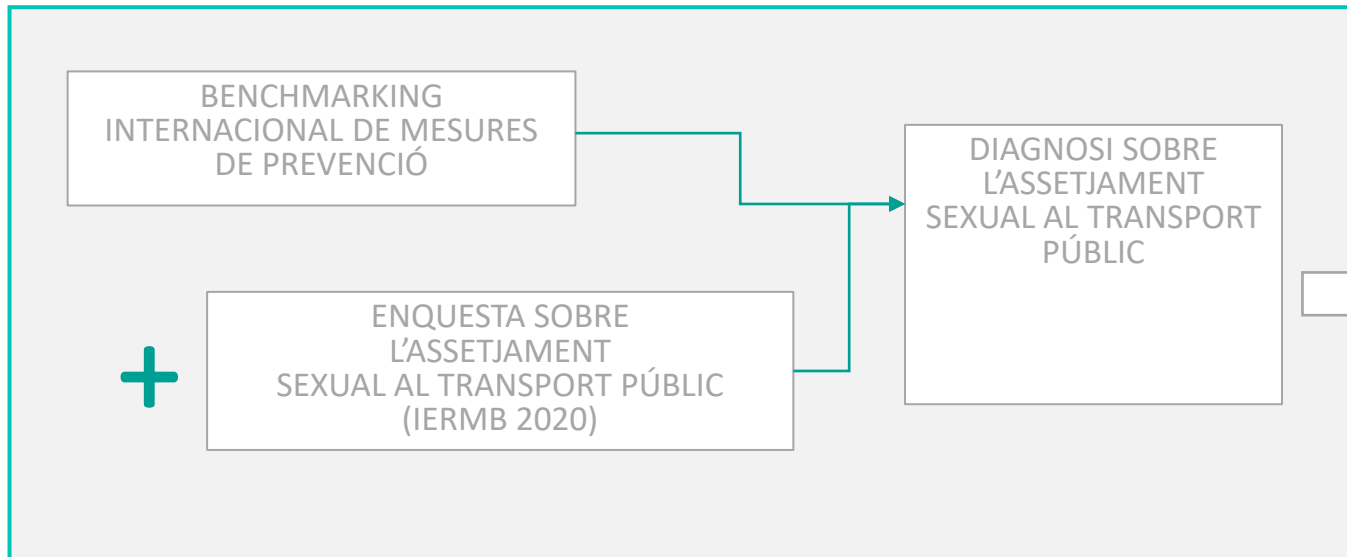 BENCHMARKING
INTERNACIONAL DE MESURES
DE PREVENCIÓ
DIAGNOSI SOBRE
L’ASSETJAMENT
SEXUAL AL TRANSPORT
PÚBLIC
+
ENQUESTA SOBRE
L’ASSETJAMENT
SEXUAL AL TRANSPORT PÚBLIC
(IERMB 2020)